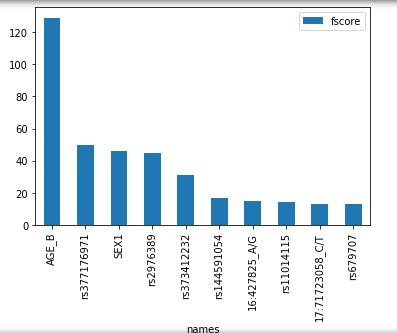 fscore
120
100
80
60
40
20
0
AGE_B
rs377176971
SEX1
rs2976389
rs373412232
rs144591054
16:427825_A/G
rs11014115
17:71723058_C/T
rs679707
names